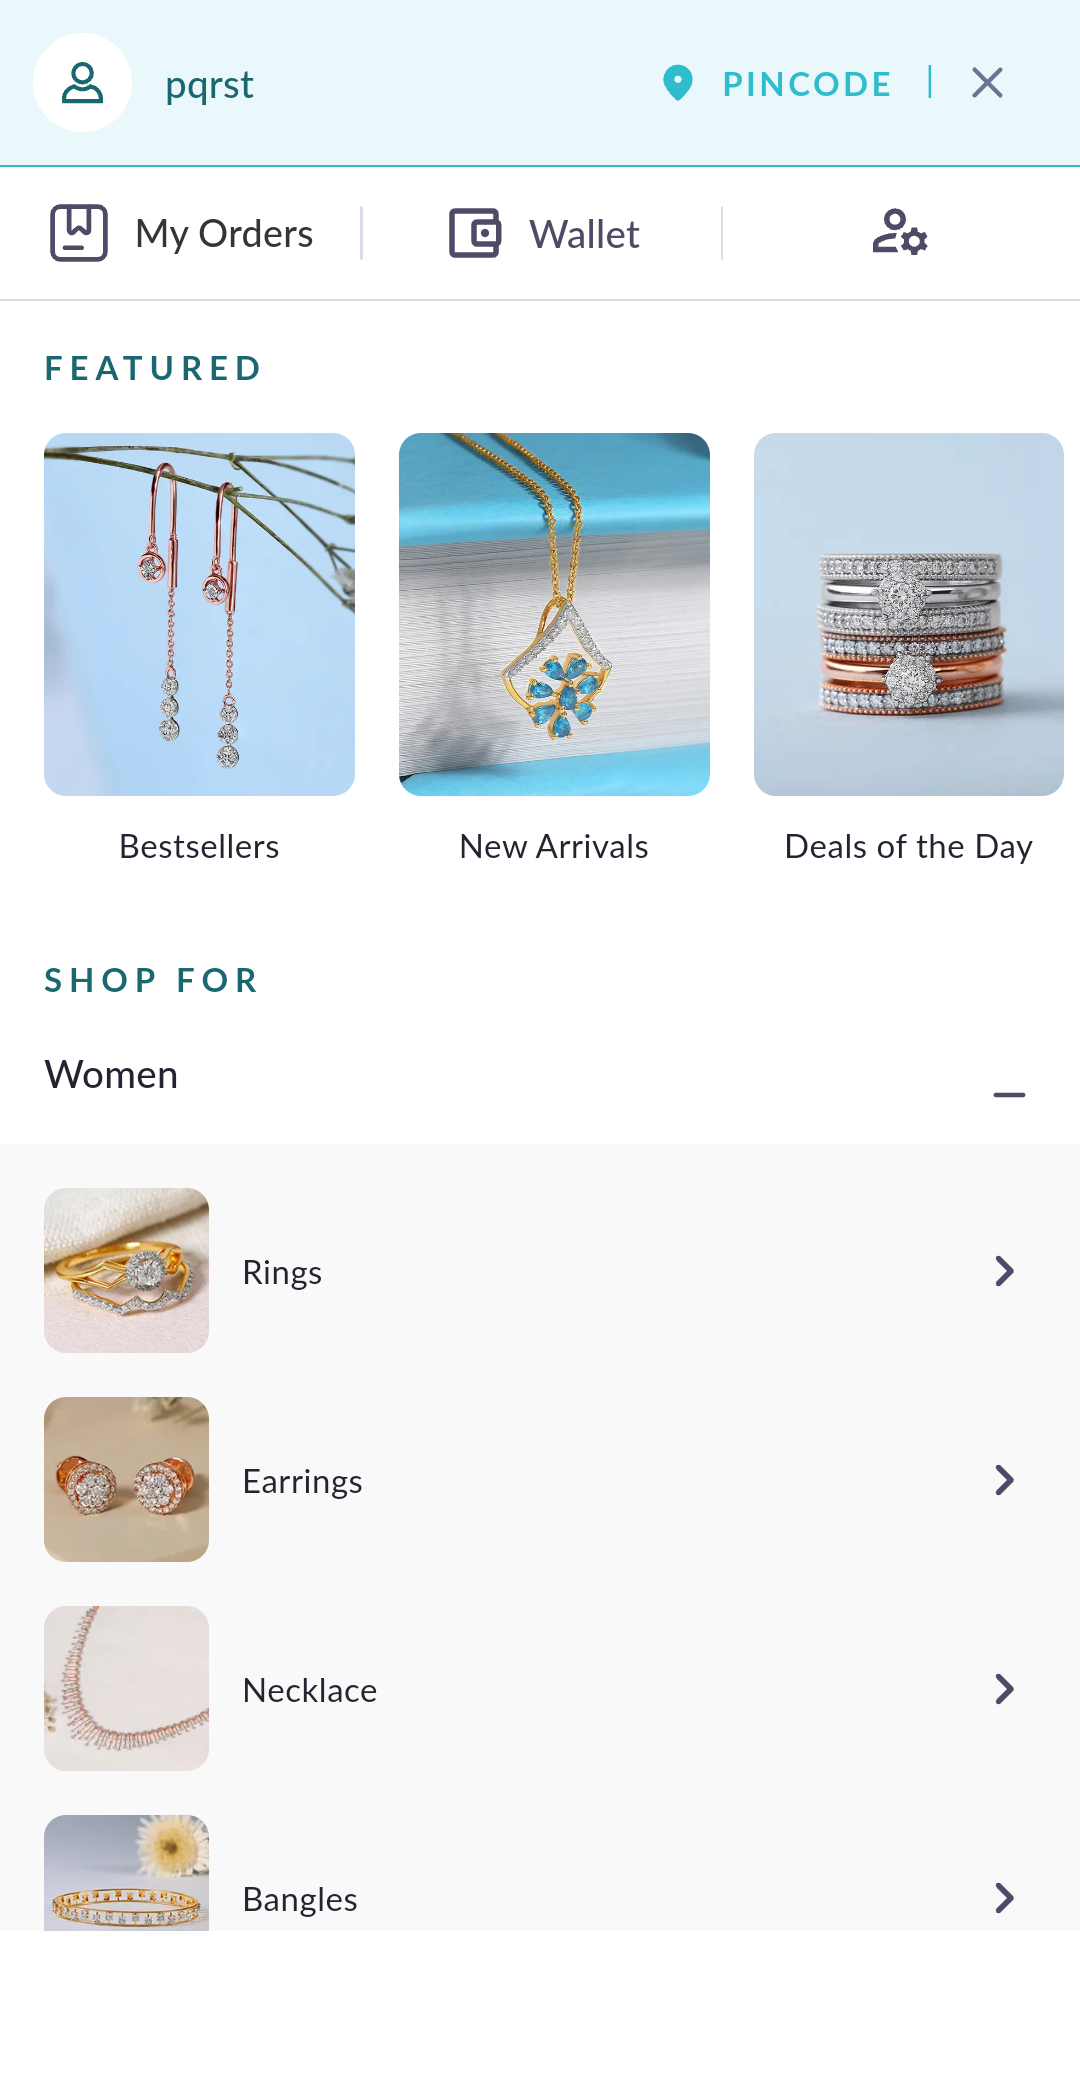 pqrst
PINCODE
My Orders
Wallet
FEATURED
Bestsellers
New Arrivals
Deals of the Day
SHOP FOR
Women
Rings
Earrings
Necklace
Bangles